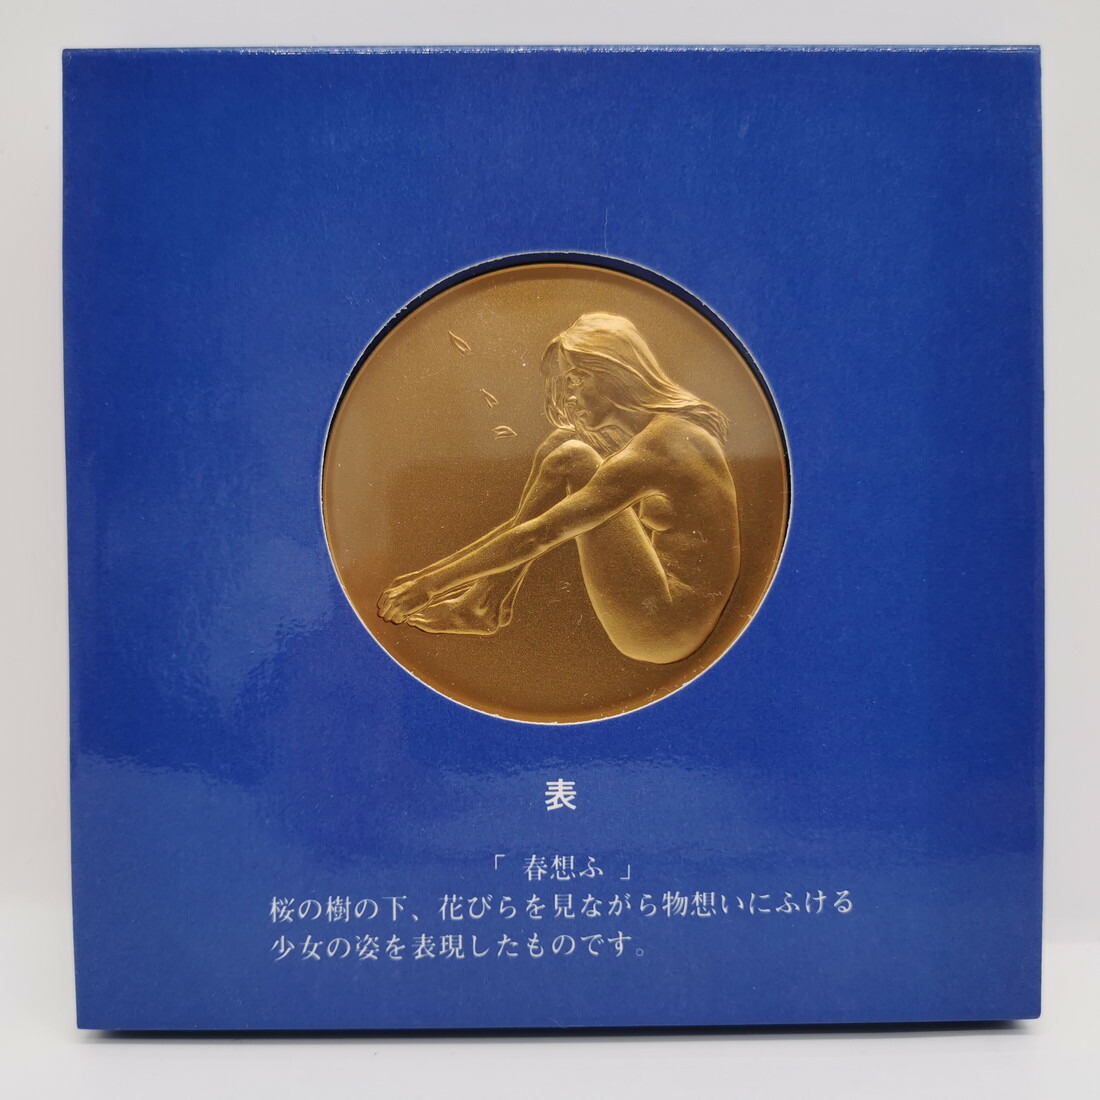 表
「 春想ふ 」
桜の樹の下、花びらを見ながら物想いにふける
少女の姿を表現したものです。